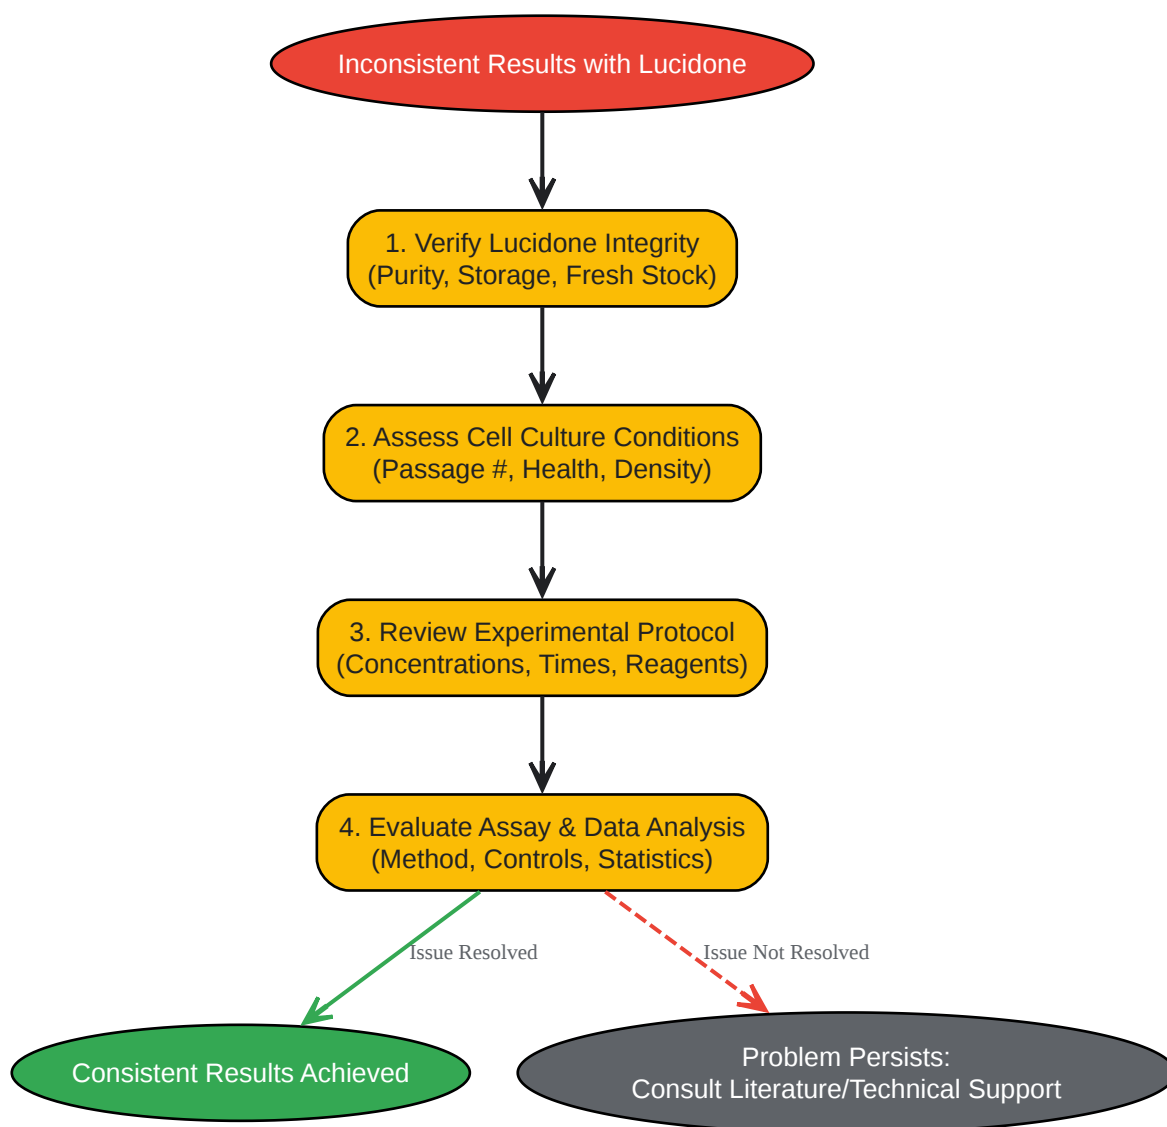 Inconsistent Results with Lucidone
1. Verify Lucidone Integrity
(Purity, Storage, Fresh Stock)
2. Assess Cell Culture Conditions
(Passage #, Health, Density)
3. Review Experimental Protocol
(Concentrations, Times, Reagents)
4. Evaluate Assay & Data Analysis
(Method, Controls, Statistics)
Issue Resolved
Issue Not Resolved
Consistent Results Achieved
Problem Persists:
Consult Literature/Technical Support